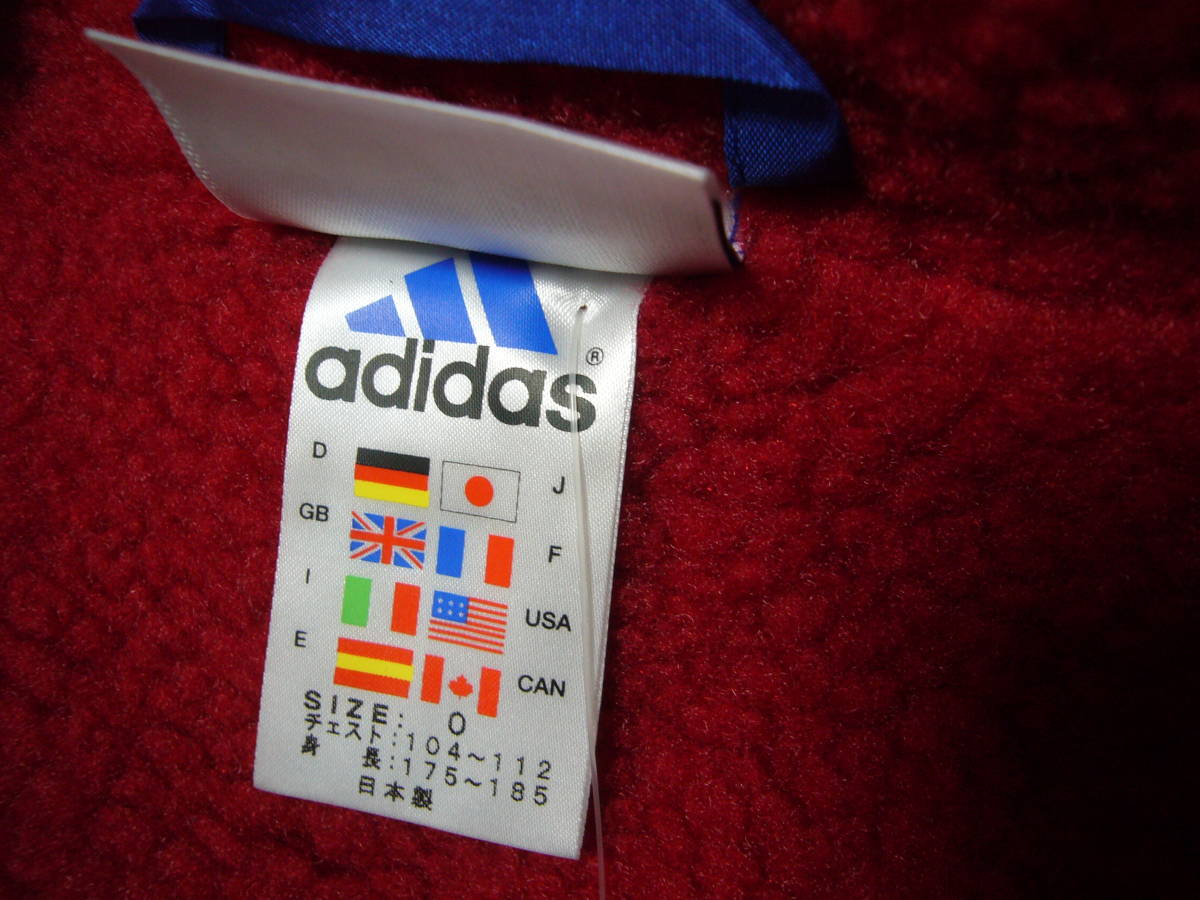 adidas®
D J
GB F
I USA
E CAN
SIZE: O
チェスト:104~112
身長:175~185
日本製